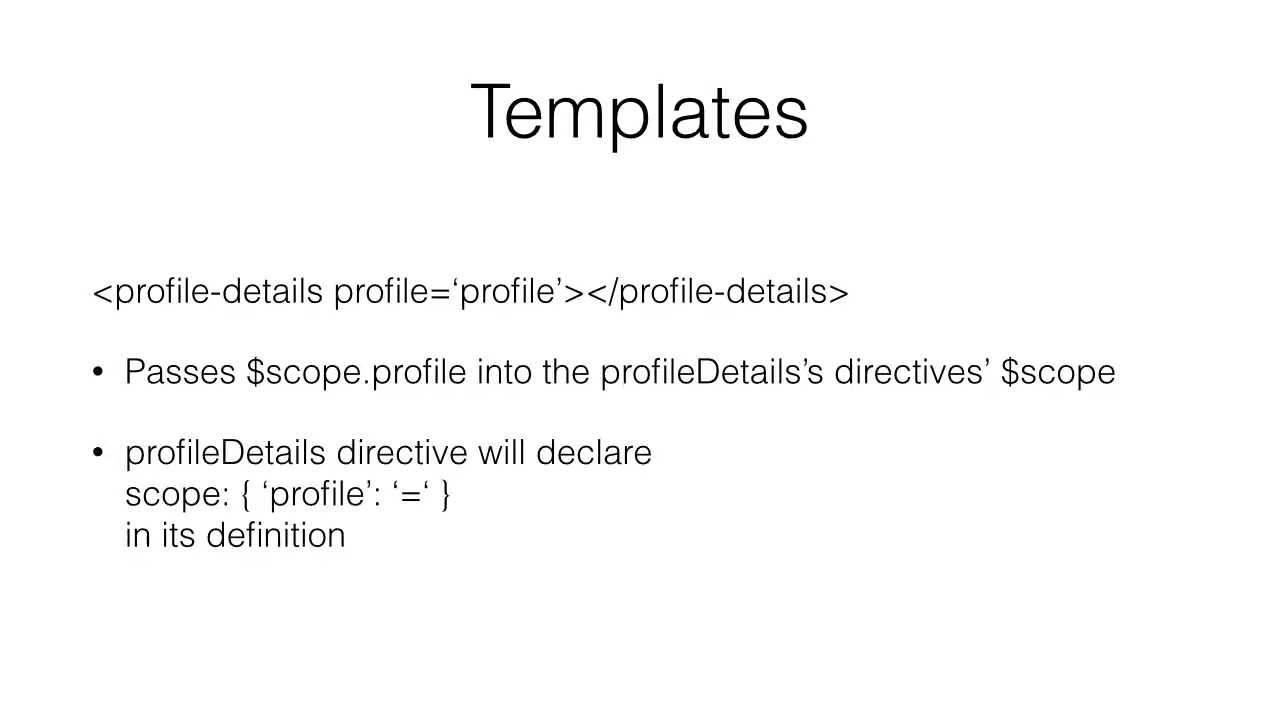 Templates
<profile-details profile=‘profile’></profile-details>
• Passes $scope.profile into the profileDetails’s directives’ $scope
• profileDetails directive will declare
scope: { ‘profile’: ‘=‘ }
in its definition